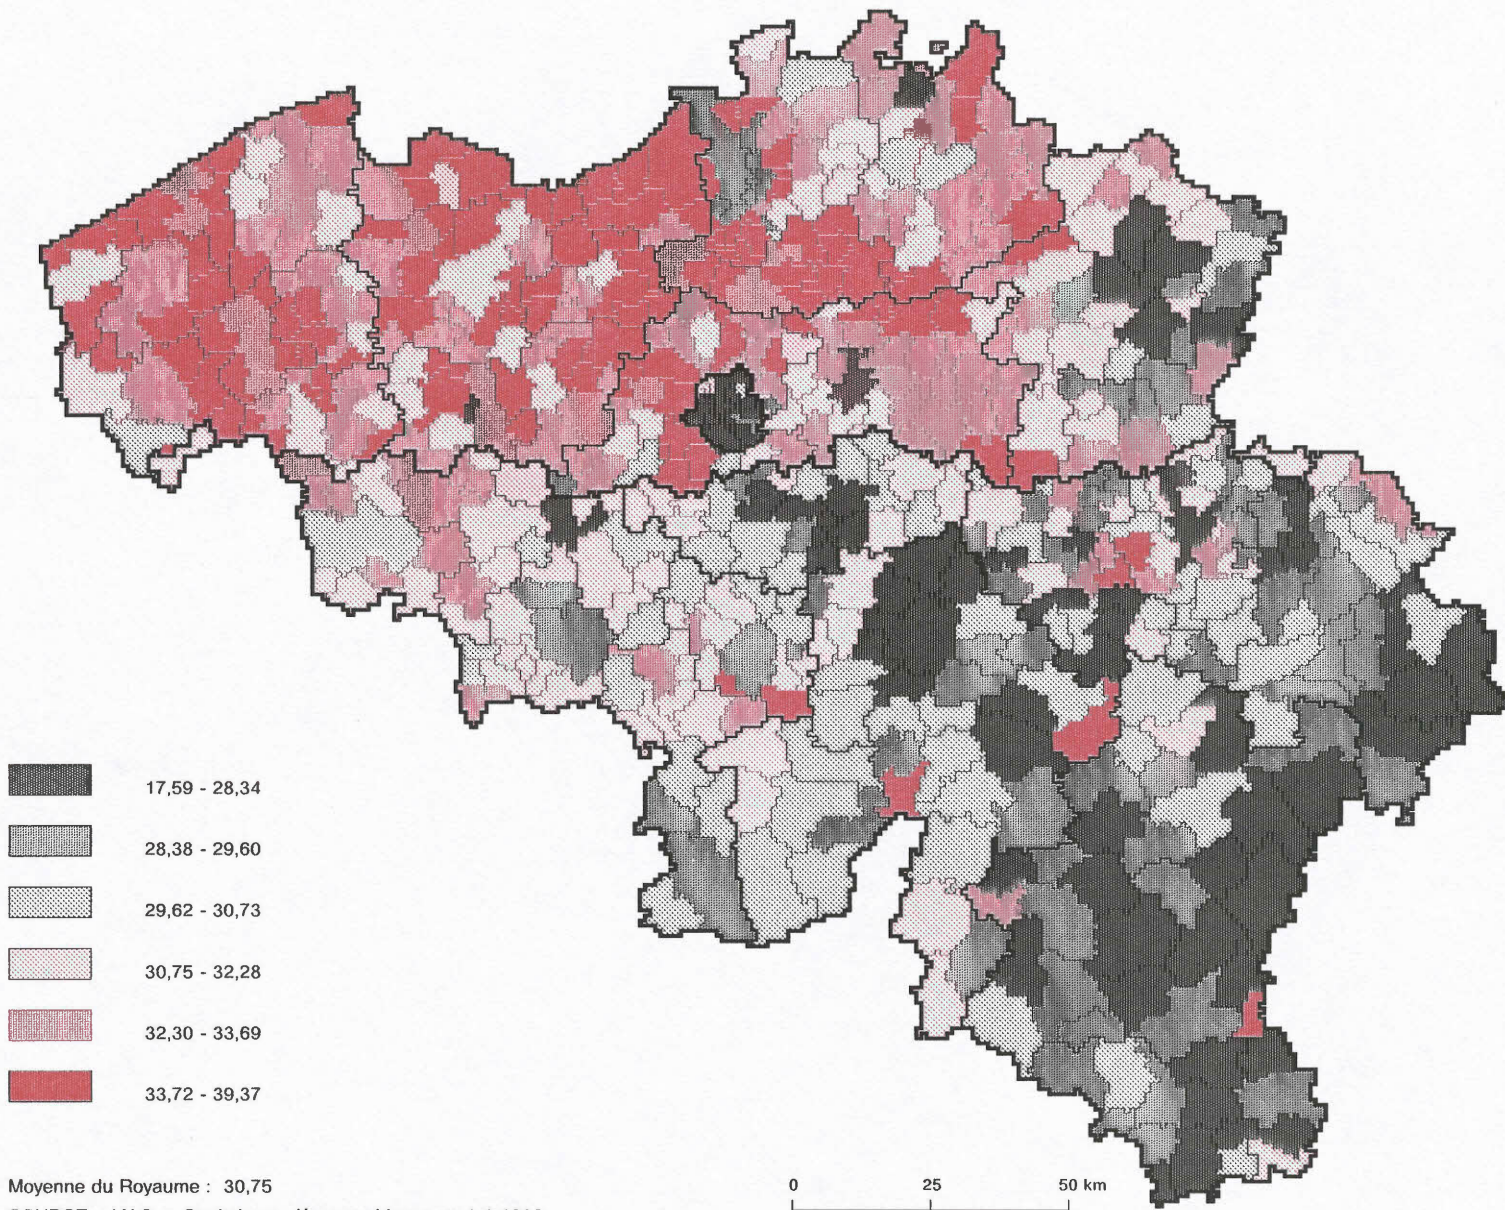 17,59 - 28,34
28,38 - 29,60
29,62 - 30,73
30,75 - 32,28
32,30 - 33,69
33,72 - 39,37
Moyenne du Royaume : 30,75
0 25 50 km